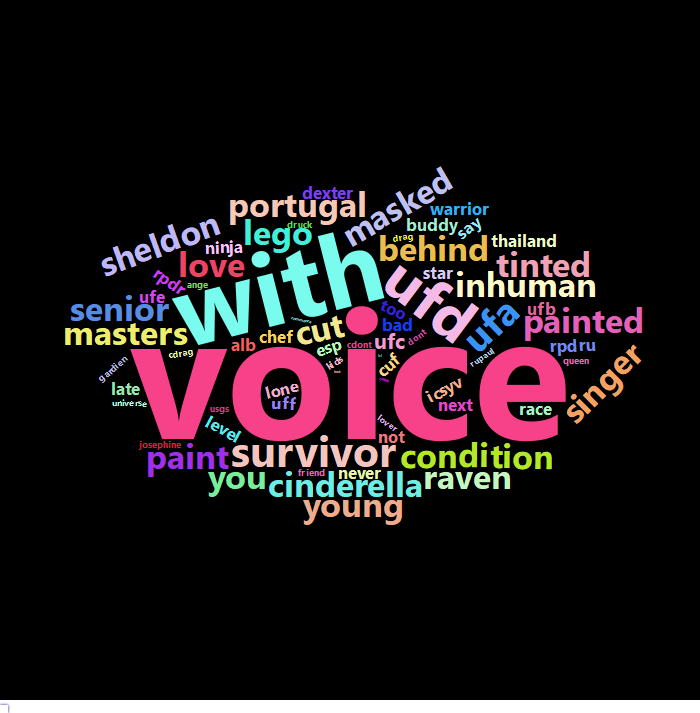 dexter
masked
portugal
warrior
druck
buddy
say
sheldon
lego
drag
behind
thailand
ninja
love
with
star
tinted
rpdr
ange
ufd
inhuman
ufe
senior
too
bad
ufa
ufb
painted
masters
cdrag
alb
chef
cut
esp
cdont
ufc
dont
rupaul
rpd
ru
queen
gardien
kids
cuf
singer
voice
late
universe
lone
uff
icsyv
next
race
usgs
level
lover
not
josephine
paint
survivor
condition
friend
never
you
cinderella
raven
young